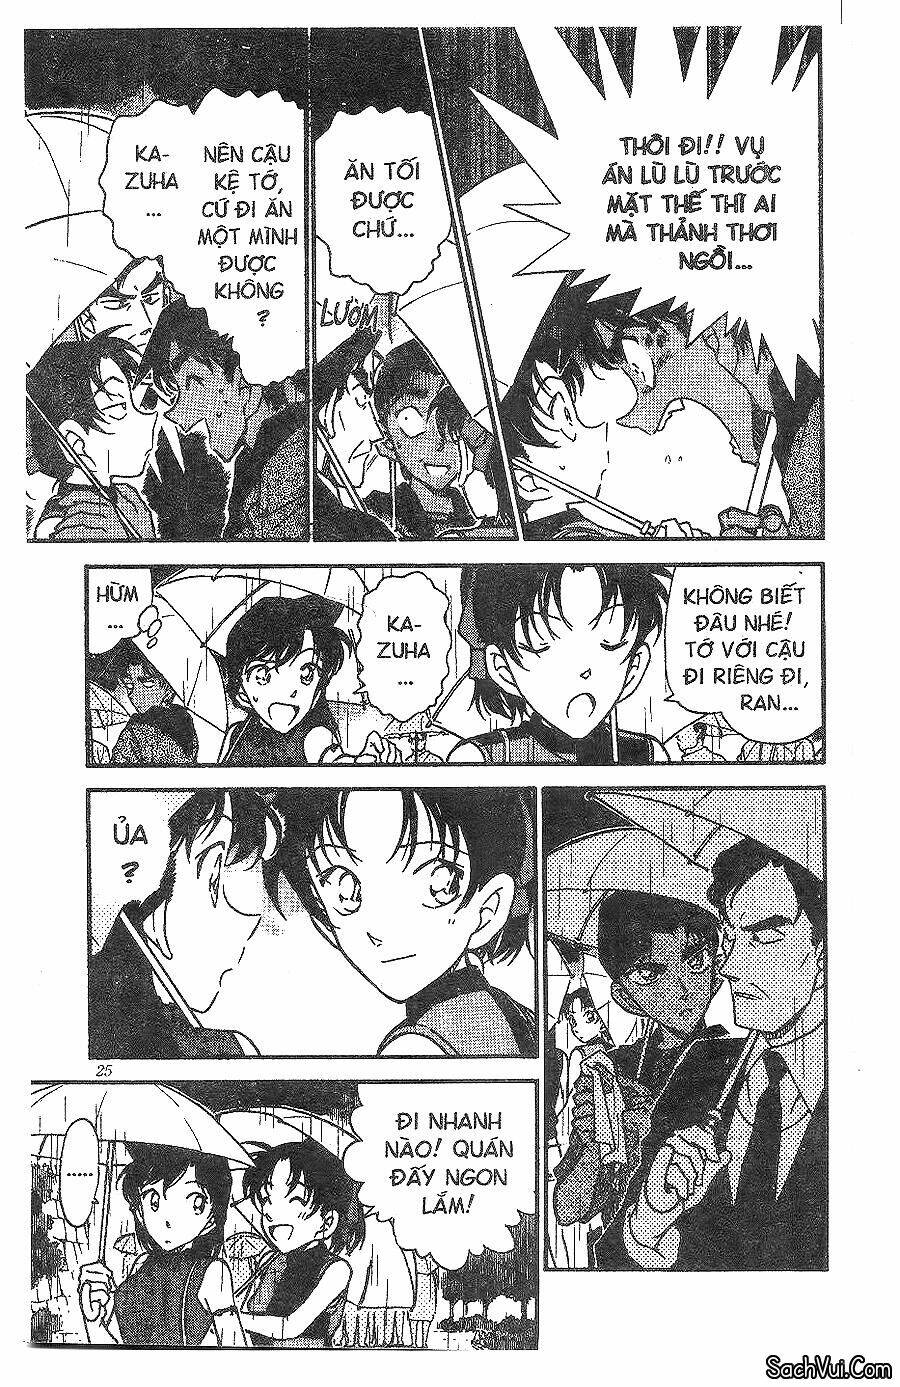 THÔI ĐI!! VỤ
ÁN LÙ LÙ TRƯỚC
MẶT THẾ THÌ AI
MÀ THẢNH THƠI
NGỒI...
ĂN TỐI
ĐƯỢC
CHỨ...
LƯỜM
NÊN CẬU
KỆ TỚ,
CỨ ĐI ĂN
MỘT MÌNH
ĐƯỢC
KHÔNG
?
KA-
ZUHA
...
KHÔNG BIẾT
ĐÂU NHÉ!
TỚ VỚI CẬU
ĐI RIÊNG ĐI,
RAN...
KA-
ZUHA
...
HỪM
...
ỦA
?
25
ĐI NHANH
NÀO! QUÁN
ĐẤY NGON
LẮM!
......
SachVui.Com